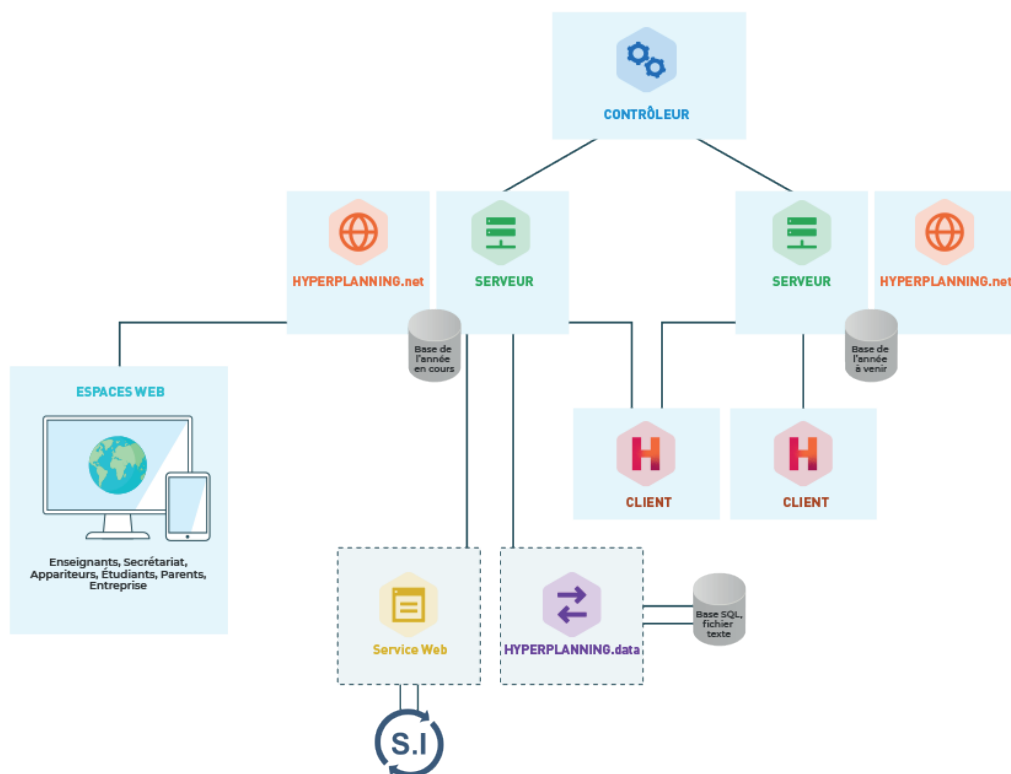 CONTRÔLEUR
HYPERPLANNING.net
SERVEUR
SERVEUR
HYPERPLANNING.net
Base de
l'année
en cours
Base de
l'année
à venir
ESPACES WEB
Enseignants, Secrétariat,
Appariteurs, Étudiants, Parents,
Entreprise
H
CLIENT
H
CLIENT
Service Web
HYPERPLANNING.data
Base SQL,
fichier
texte
S.I